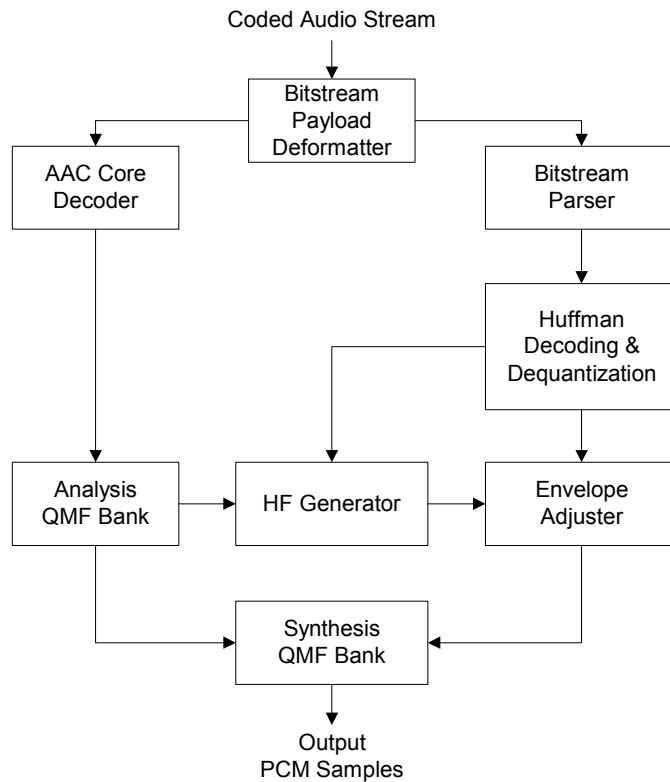 Coded Audio Stream
Bitstream
Payload
Deformatter
AAC Core
Decoder
Bitstream
Parser
Huffman
Decoding &
Dequantization
Analysis
QMF Bank
HF Generator
Envelope
Adjuster
Synthesis
QMF Bank
Output
PCM Samples